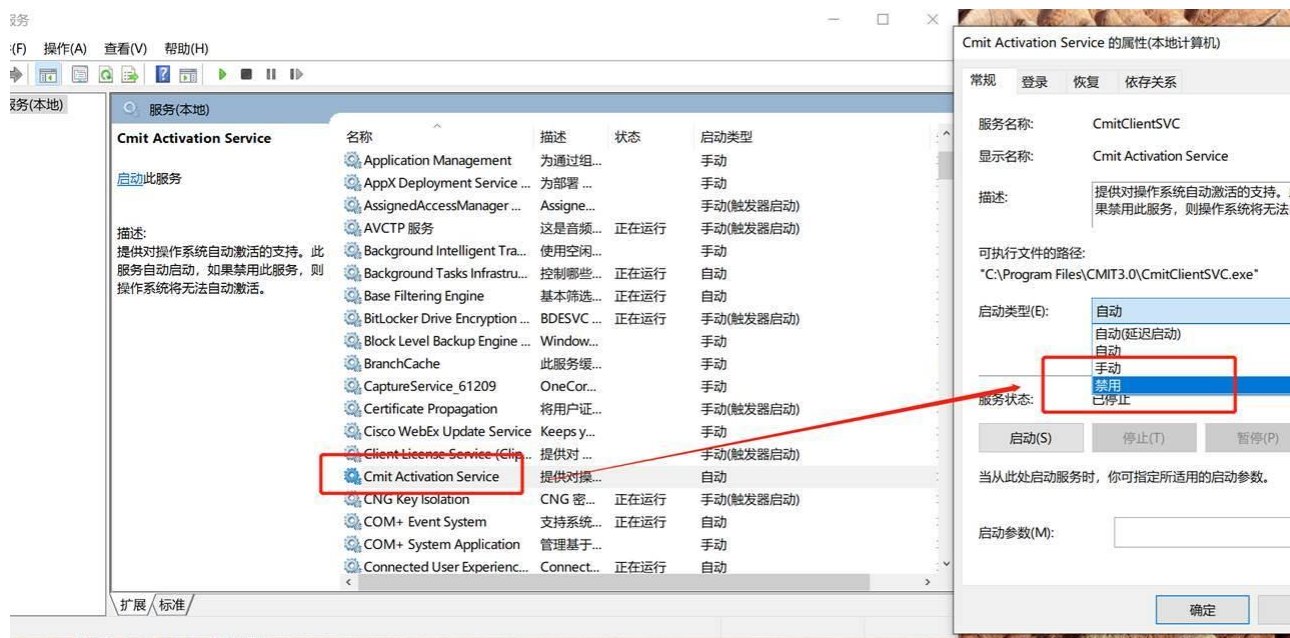 服务
(F) 操作(A) 查看(V) 帮助(H)
服务(本地)
服务(本地)
Cmit Activation Service
启动此服务
描述:
提供对操作系统自动激活的支持。此
服务自动启动，如果禁用此服务，则
操作系统将无法自动激活。
名称 描述 状态 启动类型
Application Management 为通过组... 手动
AppX Deployment Service ... 为部署 ... 手动
AssignedAccessManager ... Assigne... 手动(触发器启动)
AVCTP 服务 这是音频... 正在运行 手动(触发器启动)
Background Intelligent Tra... 使用空闲... 手动
Background Tasks Infrastru... 控制哪些... 正在运行 自动
Base Filtering Engine 基本筛选... 正在运行 自动
BitLocker Drive Encryption ... BDESVC ... 正在运行 手动(触发器启动)
Block Level Backup Engine ... Window... 手动
BranchCache 此服务缓... 手动
CaptureService_61209 OneCor... 手动
Certificate Propagation 将用户证... 手动(触发器启动)
Cisco WebEx Update Service Keeps y... 手动
Client License Service (Clip... 提供对 ... 手动(触发器启动)
Cmit Activation Service 提供对操... 自动
CNG Key Isolation CNG 密... 正在运行 手动(触发器启动)
COM+ Event System 支持系统... 正在运行 自动
COM+ System Application 管理基于... 手动
Connected User Experienc... Connect... 正在运行 自动
扩展 标准
Cmit Activation Service 的属性(本地计算机)
常规 登录 恢复 依存关系
服务名称: CmitClientSVC
显示名称: Cmit Activation Service
描述: 提供对操作系统自动激活的支持。
果禁用此服务，则操作系统将无法
可执行文件的路径:
"C:\Program Files\CMIT3.0\CmitClientSVC.exe"
启动类型(E): 自动
自动(延迟启动)
自动
手动
禁用
服务状态: 已停止
启动(S) 停止(T) 暂停(P)
当从此处启动服务时，你可指定所适用的启动参数。
启动参数(M):
确定